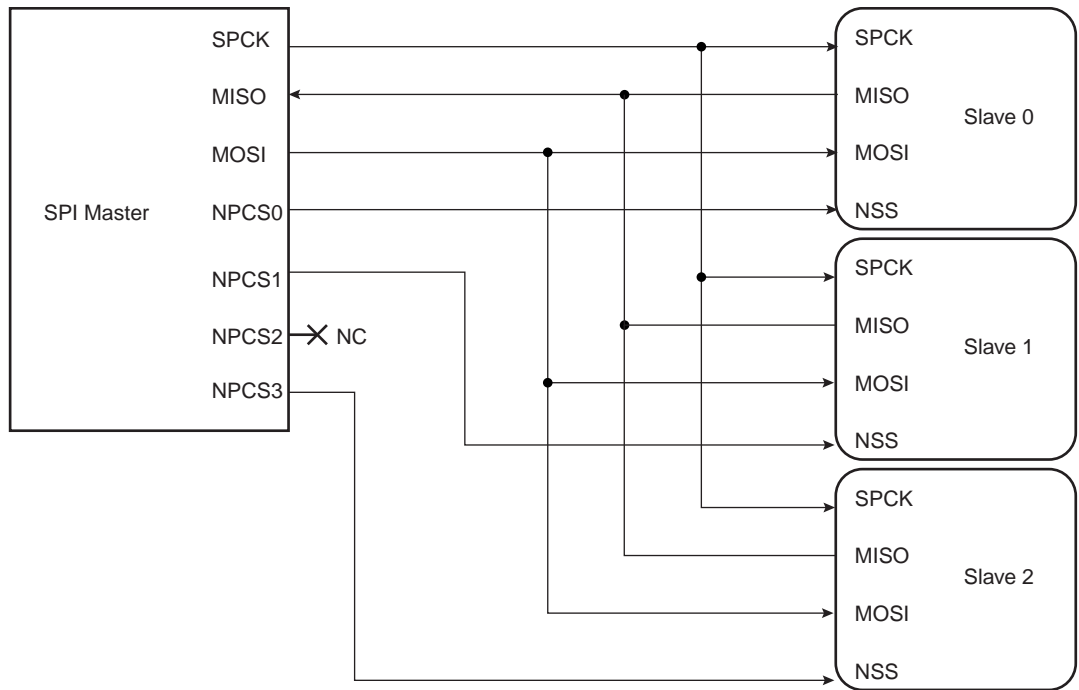 SPI Master
SPCK
MISO
MOSI
NPCS0
NPCS1
NPCS2
NC
NPCS3
SPCK
MISO
Slave 0
MOSI
NSS
SPCK
MISO
Slave 1
MOSI
NSS
SPCK
MISO
Slave 2
MOSI
NSS